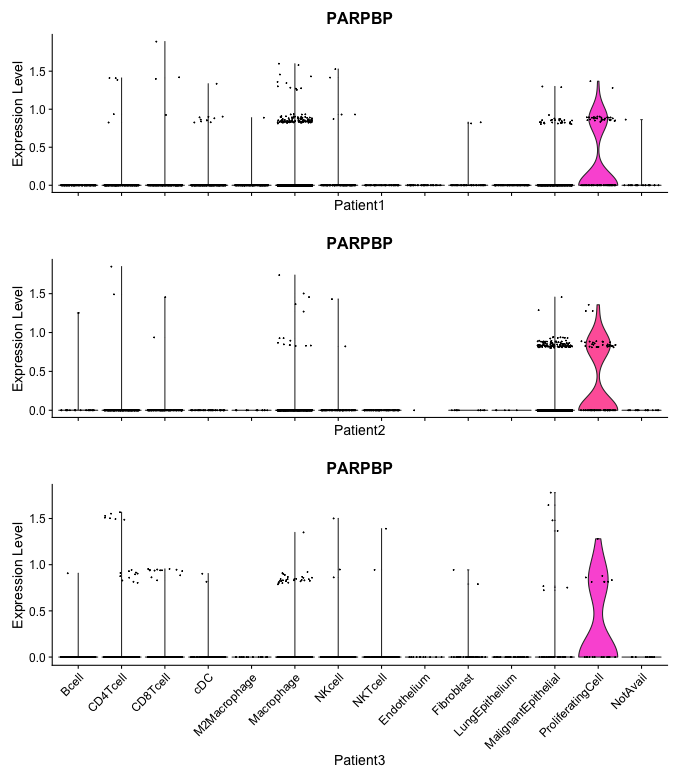 PARPBP
Expression Level
1.5
1.0
0.5
0.0
Patient1
PARPBP
Expression Level
1.5
1.0
0.5
0.0
Patient2
PARPBP
Expression Level
1.5
1.0
0.5
0.0
Bcell
CD4Tcell
CD8Tcell
cDC
M2Macrophage
Macrophage
NKcell
NKTcell
Endothelium
Fibroblast
LungEpithelium
MalignantEpithelial
ProliferatingCell
NotAvail
Patient3